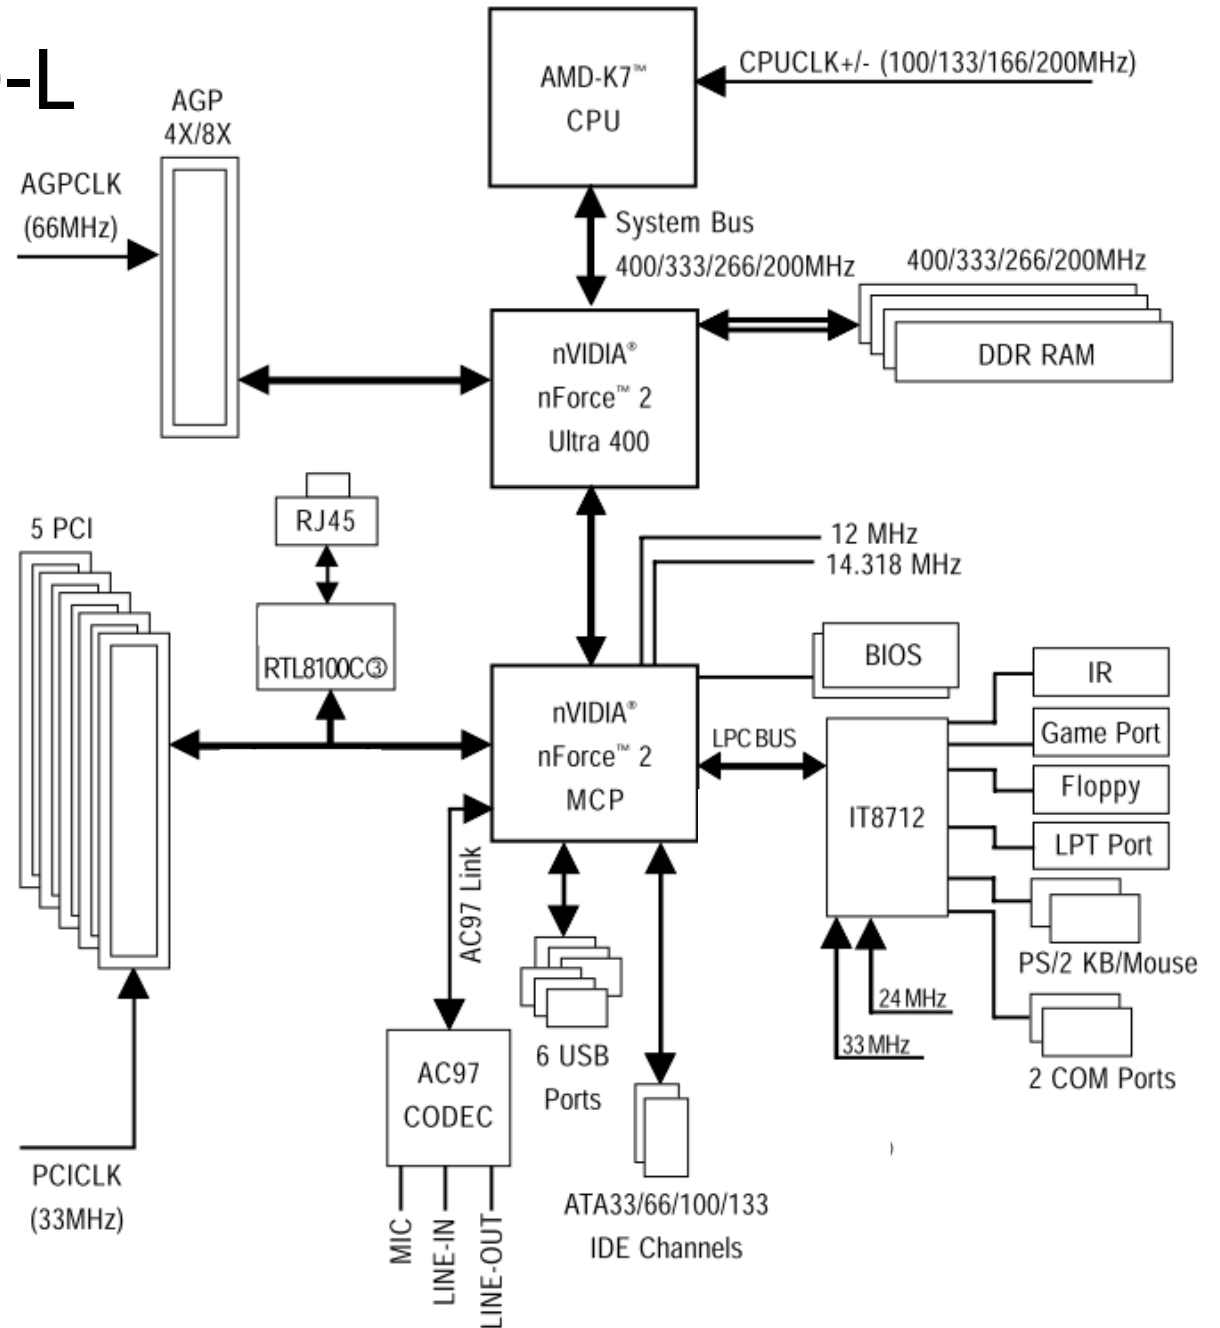 -L
AMD-K7™
CPU
CPUCLK+/- (100/133/166/200MHz)
AGP
4X/8X
AGPCLK
(66MHz)
System Bus
400/333/266/200MHz
400/333/266/200MHz
DDR RAM
nVIDIA®
nForce™ 2
Ultra 400
5 PCI
RJ45
RTL8100C③
12 MHz
14.318 MHz
BIOS
nVIDIA®
nForce™ 2
MCP
LPC BUS
IT8712
IR
Game Port
Floppy
LPT Port
PS/2 KB/Mouse
24 MHz
33 MHz
2 COM Ports
AC97 Link
6 USB
Ports
AC97
CODEC
ATA33/66/100/133
IDE Channels
PCICLK
(33MHz)
MIC
LINE-IN
LINE-OUT